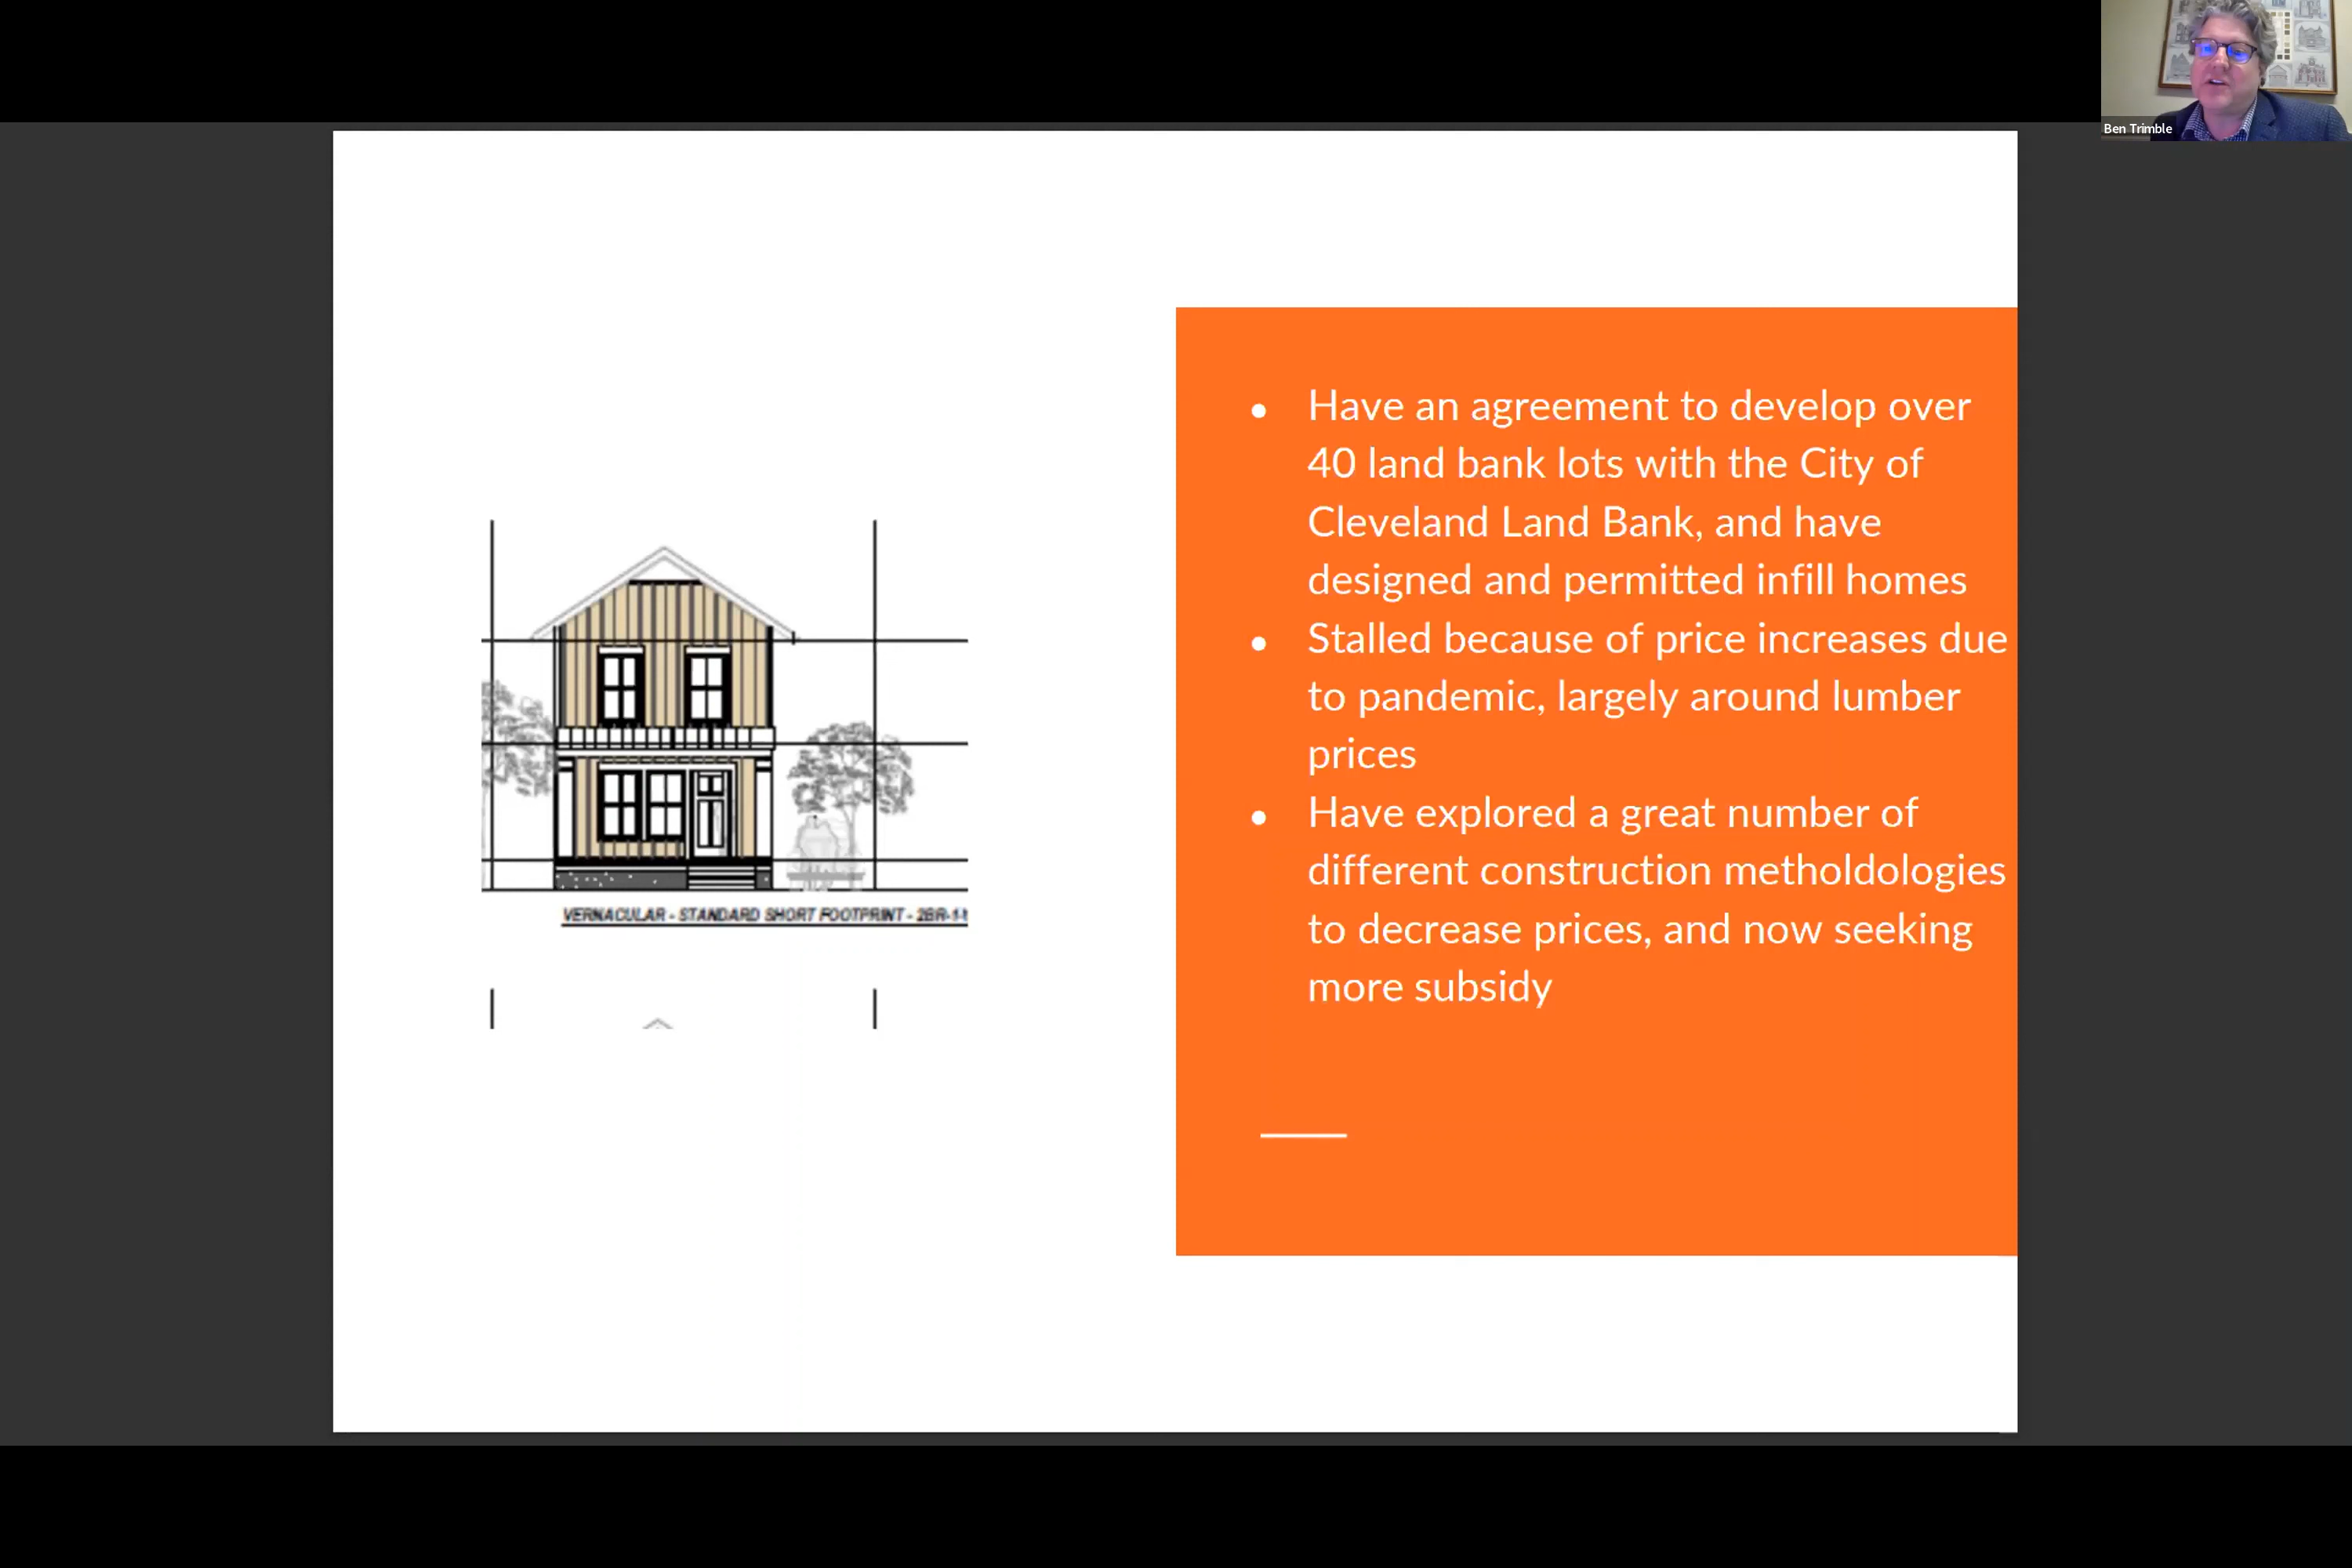 Ben Trimble
● Have an agreement to develop over
40 land bank lots with the City of
Cleveland Land Bank, and have
designed and permitted infill homes
● Stalled because of price increases due
to pandemic, largely around lumber
prices
● Have explored a great number of
different construction metholdologies
to decrease prices, and now seeking
more subsidy
VERNACULAR - STANDARD SHORT FOOTPRINT - 2BR-1-